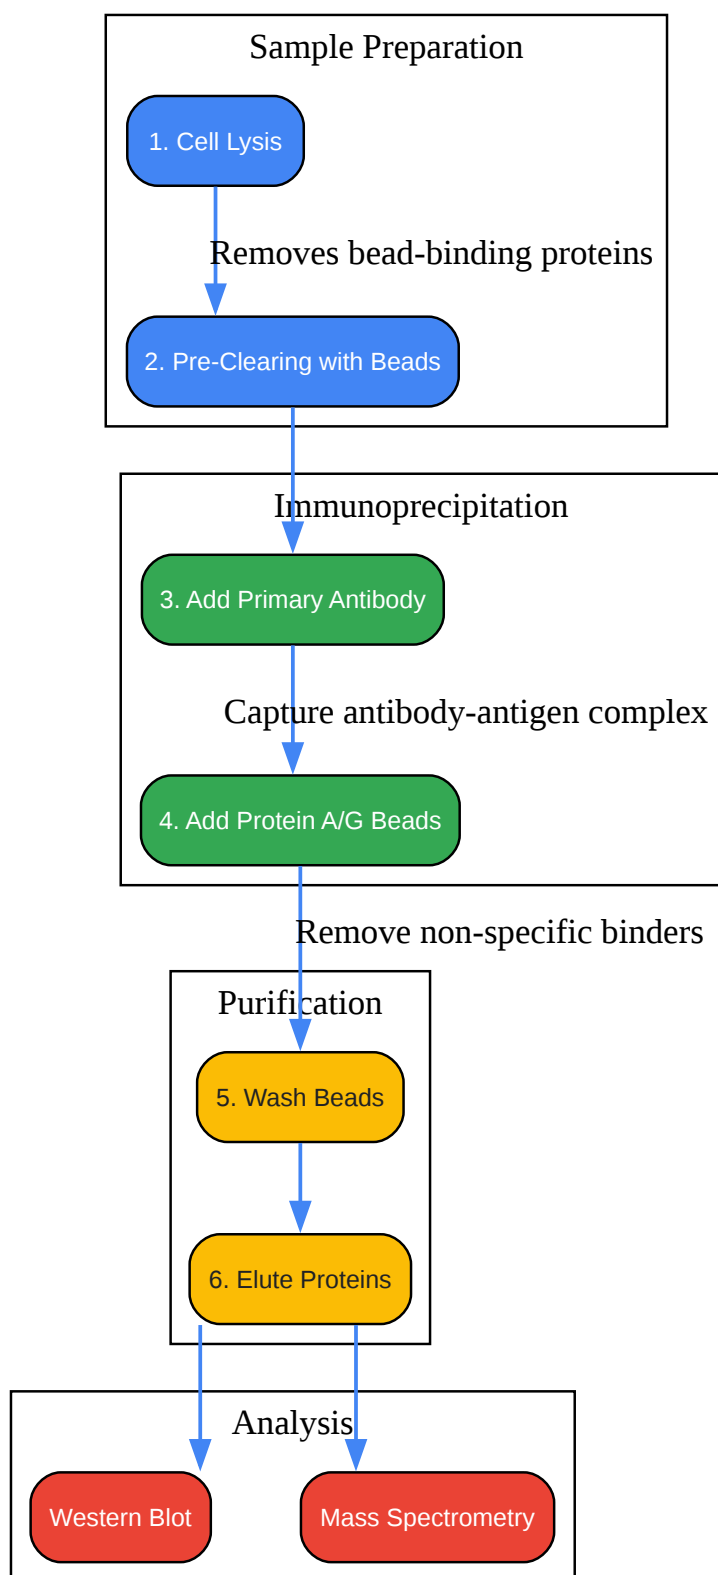 Sample Preparation
1. Cell Lysis
Removes bead-binding proteins
2. Pre-Clearing with Beads
Immunoprecipitation
3. Add Primary Antibody
Capture antibody-antigen complex
4. Add Protein A/G Beads
Remove non-specific binders
Purification
5. Wash Beads
6. Elute Proteins
Analysis
Western Blot
Mass Spectrometry